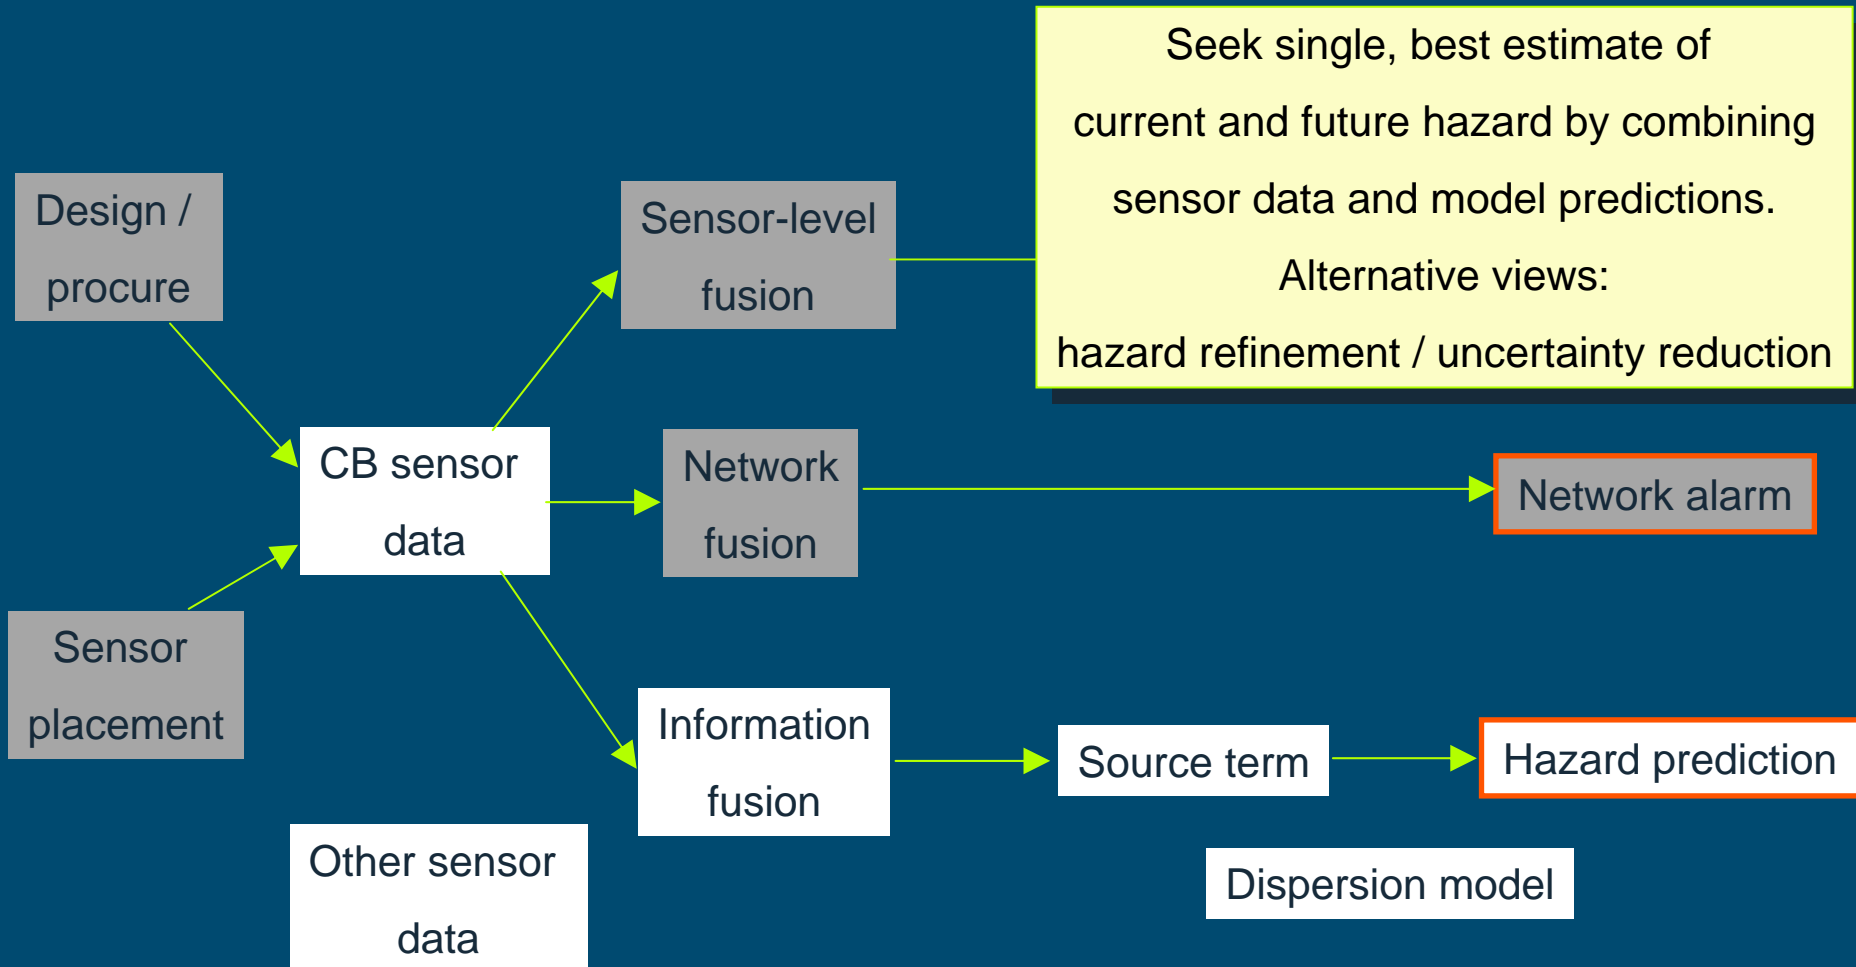 Seek single, best estimate of
current and future hazard by combining
sensor data and model predictions.
Alternative views:
hazard refinement / uncertainty reduction
Design /
procure
Sensor-level
fusion
CB sensor
data
Network
fusion
Network alarm
Sensor
placement
Information
fusion
Source term
Hazard prediction
Other sensor
data
Dispersion model